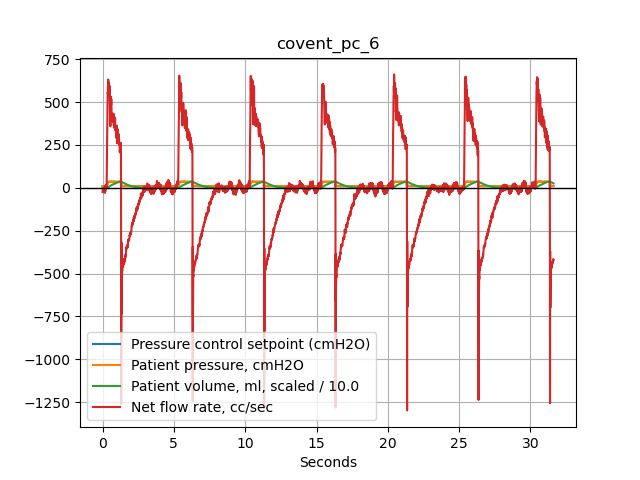 covent_pc_6
750
500
250
0
−250
−500
−750
−1000
−1250
Pressure control setpoint (cmH2O)
Patient pressure, cmH2O
Patient volume, ml, scaled / 10.0
Net flow rate, cc/sec
0 5 10 15 20 25 30
Seconds